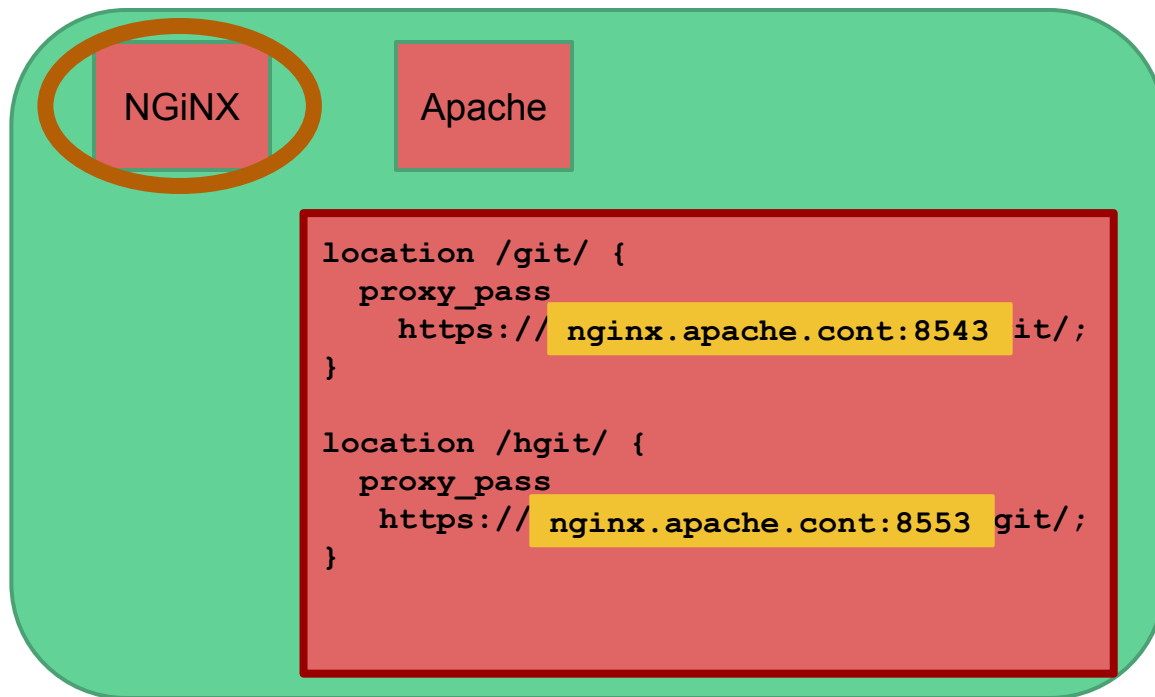 NGiNX
Apache
location /git/ {
proxy_pass
https:// nginx.apache.cont:8543 it/;
}
location /hgit/ {
proxy_pass
https:// nginx.apache.cont:8553 git/;
}